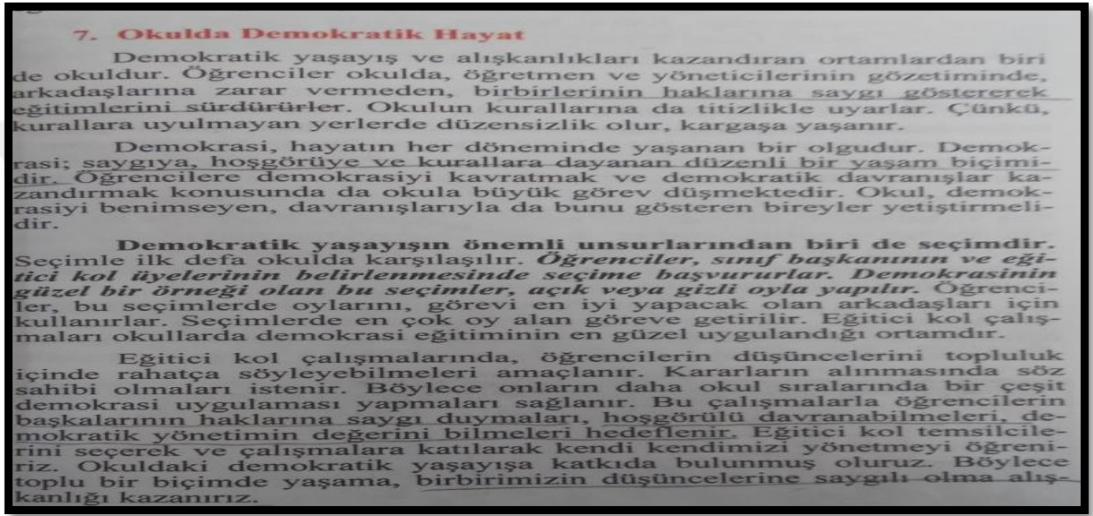 7. Okulda Demokratik Hayat
Demokratik yaşayış ve alışkanlıkları kazandıran ortamlardan biri
de okuldur. Öğrenciler okulda, öğretmen ve yöneticilerinin gözetiminde,
arkadaşlarına zarar vermeden, birbirlerinin haklarına saygı göstererek
eğitimlerini sürdürürler. Okulun kurallarına da titizlikle uyarlar. Çünkü,
kurallara uyulmayan yerlerde düzensizlik olur, kargaşa yaşanır.
Demokrasi, hayatın her döneminde yaşanan bir olgudur. Demok-
rasi; saygıya, hoşgörüye ve kurallara dayanan düzenli bir yaşam biçimi-
dir. Öğrencilere demokrasiyi kavratmak ve demokratik davranışlar ka-
zandırmak konusunda da okula büyük görev düşmektedir. Okul, demok-
rasiyi benimseyen, davranışlarıyla da bunu gösteren bireyler yetiştirmeli-
dir.
Demokratik yaşayışın önemli unsurlarından biri de seçimdir.
Seçimle ilk defa okulda karşılaşılır. Öğrenciler, sınıf başkanının ve eği-
tici kol üyelerinin belirlenmesinde seçime başvururlar. Demokrasinin
güzel bir örneği olan bu seçimler, açık veya gizli oyla yapılır. Öğrenci-
ler, bu seçimlerde oylarını, görevi en iyi yapacak olan arkadaşları için
kullanırlar. Seçimlerde en çok oy alan göreve getirilir. Eğitici kol çalış-
maları okullarda demokrasi eğitiminin en güzel uygulandığı ortamdır.
Eğitici kol çalışmalarında, öğrencilerin düşüncelerini topluluk
içinde rahatça söyleyebilmeleri amaçlanır. Kararların alınmasında söz
sahibi olmaları istenir. Böylece onların daha okul sıralarında bir çeşit
demokrasi uygulaması yapmaları sağlanır. Bu çalışmalarla öğrencilerin
başkalarının haklarına saygı duymaları, hoşgörülü davranabilmeleri, de-
mokratik yönetimin değerini bilmeleri hedeflenir. Eğitici kol temsilcile-
rini seçerek ve çalışmalara katılarak kendi kendimizi yönetmeyi öğreni-
riz. Okuldaki demokratik yaşayışa katkıda bulunmuş oluruz. Böylece
toplu bir biçimde yaşama, birbirimizin düşüncelerine saygılı olma alış-
kanlığı kazanırız.